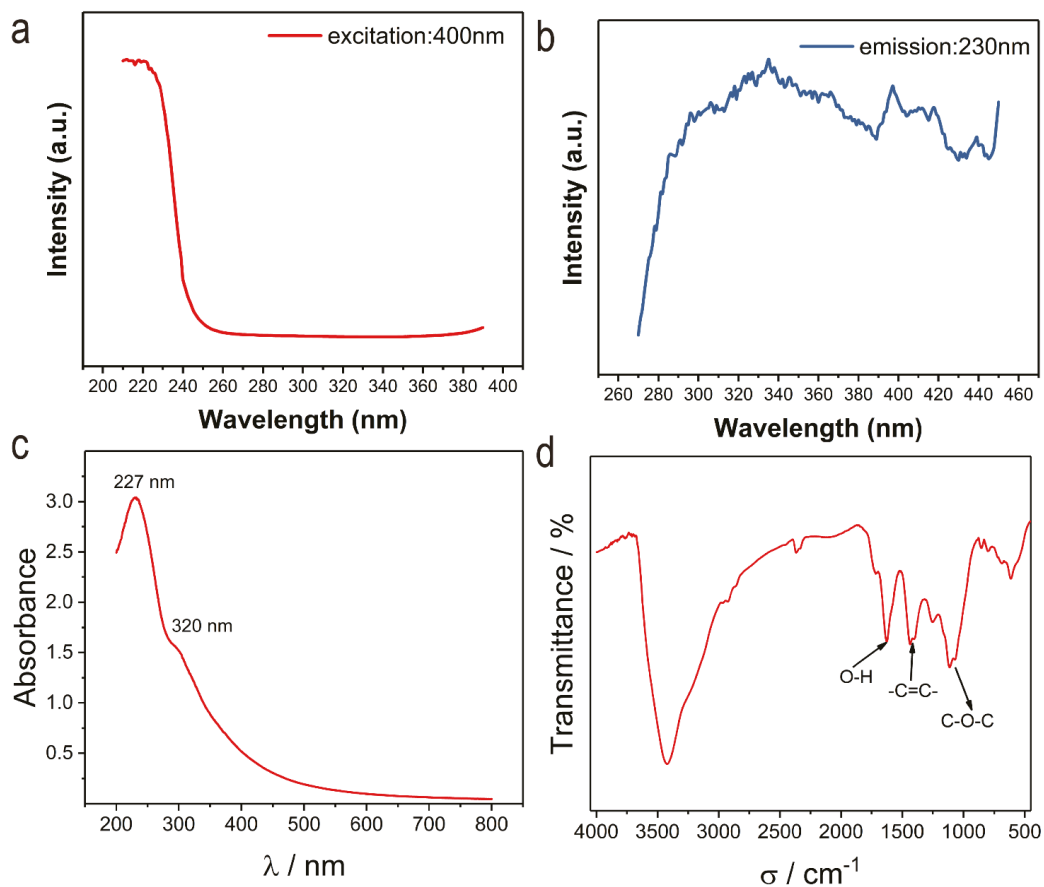 a
excitation:400nm
Intensity (a.u.)
200 220 240 260 280 300 320 340 360 380 400
Wavelength (nm)
b
emission:230nm
Intensity (a.u.)
260 280 300 320 340 360 380 400 420 440 460
Wavelength (nm)
c
227 nm
320 nm
3.0
2.5
2.0
1.5
1.0
0.5
Absorbance
200 300 400 500 600 700 800
λ / nm
d
Transmittance / %
O-H
-C=C-
C-O-C
4000 3500 3000 2500 2000 1500 1000 500
σ / cm⁻¹